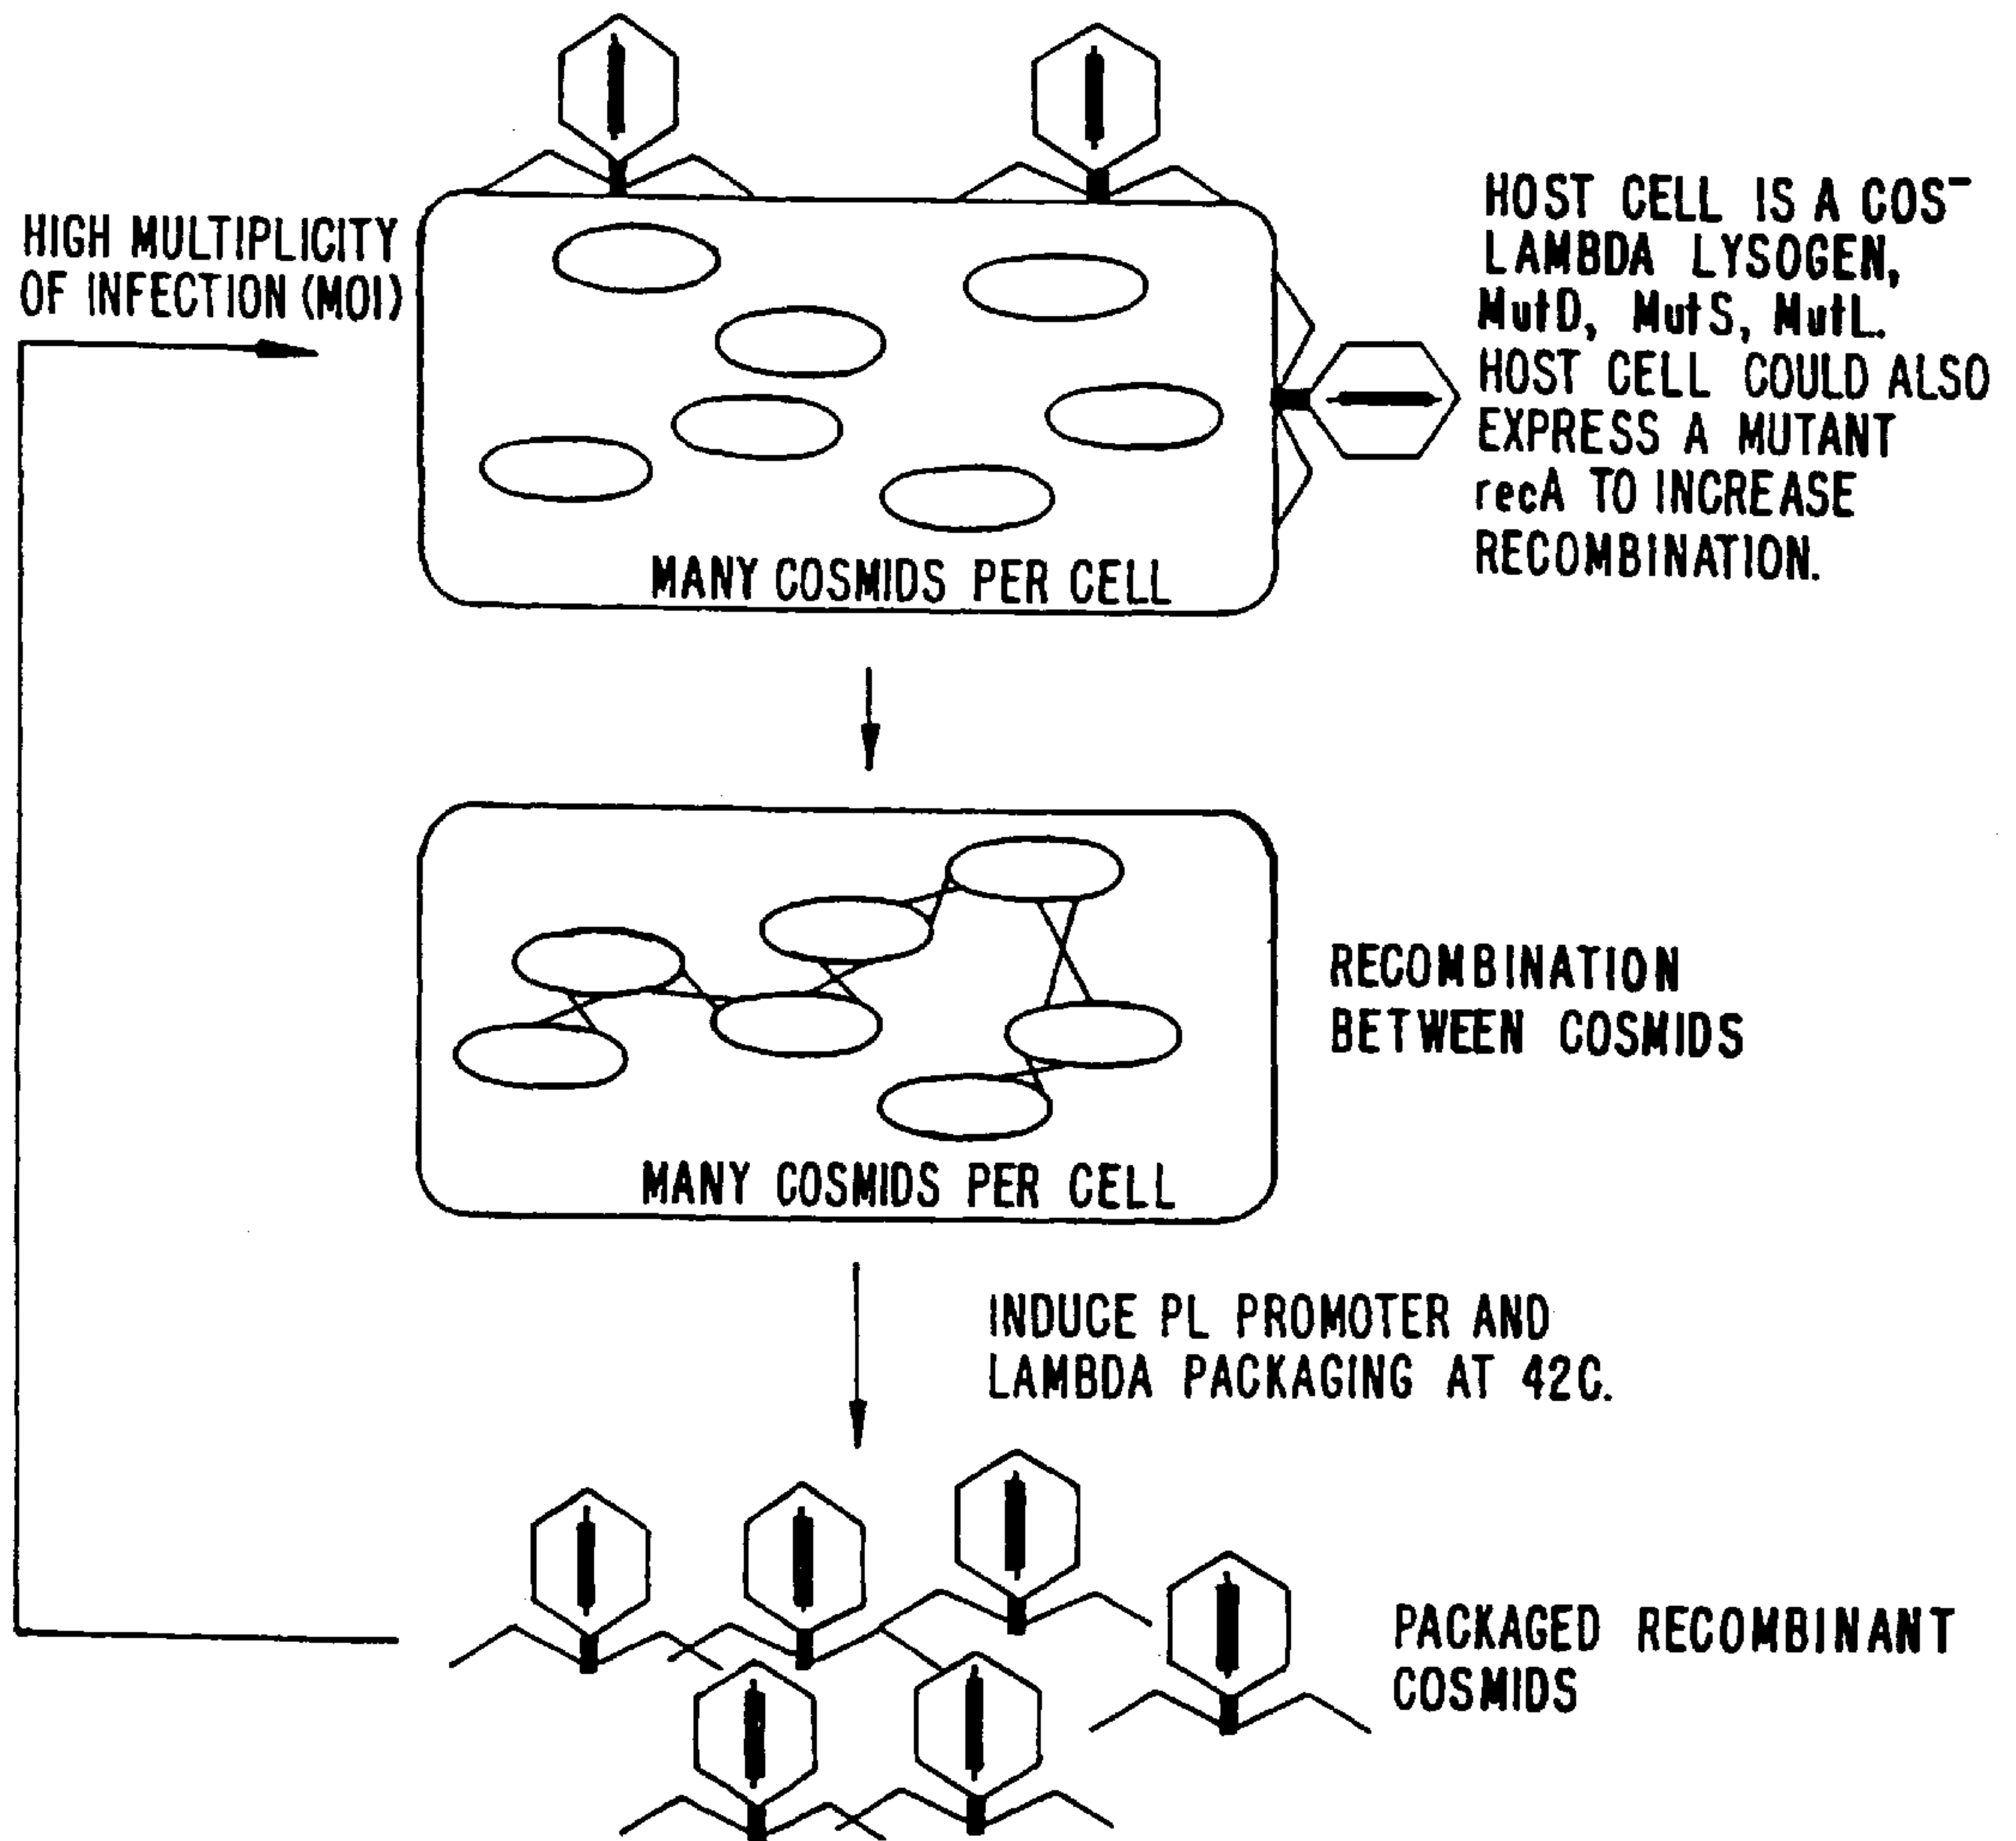 HIGH MULTIPLICITY
OF INFECTION (MOI)
HOST CELL IS A COS⁻
LAMBDA LYSOGEN,
MutD, MutS, MutL.
HOST CELL COULD ALSO
EXPRESS A MUTANT
recA TO INCREASE
RECOMBINATION.
MANY COSMIDS PER CELL
RECOMBINATION
BETWEEN COSMIDS
MANY COSMIDS PER CELL
INDUCE PL PROMOTER AND
LAMBDA PACKAGING AT 42C.
PACKAGED RECOMBINANT
COSMIDS